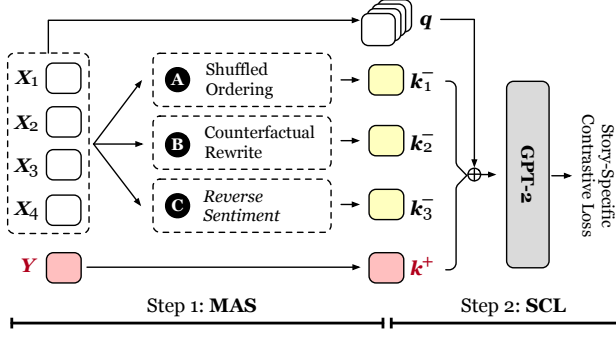 q
X₁
A Shuffled
Ordering
k₁⁻
X₂
B Counterfactual
Rewrite
k₂⁻
X₃
X₄
C Reverse
Sentiment
k₃⁻
Y
k⁺
GPT-2
Story-Specific
Contrastive Loss
Step 1: MAS
Step 2: SCL